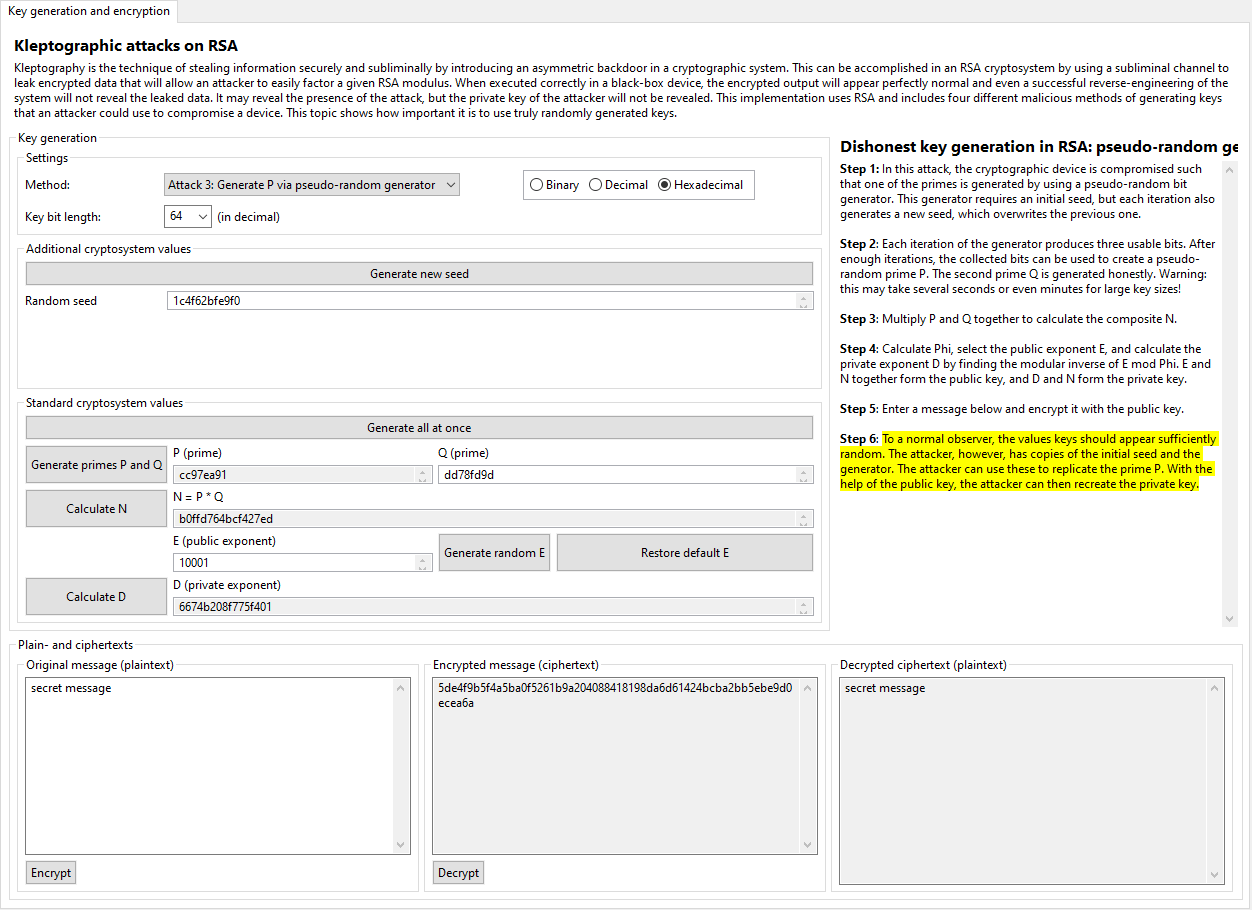 Key generation and encryption
Kleptographic attacks on RSA
Kleptography is the technique of stealing information securely and subliminally by introducing an asymmetric backdoor in a cryptographic system. This can be accomplished in an RSA cryptosystem by using a subliminal channel to
leak encrypted data that will allow an attacker to easily factor a given RSA modulus. When executed correctly in a black-box device, the encrypted output will appear perfectly normal and even a successful reverse-engineering of the
system will not reveal the leaked data. It may reveal the presence of the attack, but the private key of the attacker will not be revealed. This implementation uses RSA and includes four different malicious methods of generating keys
that an attacker could use to compromise a device. This topic shows how important it is to use truly randomly generated keys.
Key generation
Settings
Method:
Attack 3: Generate P via pseudo-random generator
Binary
Decimal
Hexadecimal
Key bit length:
64
(in decimal)
Additional cryptosystem values
Generate new seed
Random seed
1c4f62bfe9f0
Standard cryptosystem values
Generate all at once
Generate primes P and Q
P (prime)
cc97ea91
Q (prime)
dd78fd9d
Calculate N
N = P * Q
b0ffd764bcf427ed
E (public exponent)
10001
Generate random E
Restore default E
Calculate D
D (private exponent)
6674b208f775f401
Dishonest key generation in RSA: pseudo-random ge
Step 1: In this attack, the cryptographic device is compromised such
that one of the primes is generated by using a pseudo-random bit
generator. This generator requires an initial seed, but each iteration also
generates a new seed, which overwrites the previous one.
Step 2: Each iteration of the generator produces three usable bits. After
enough iterations, the collected bits can be used to create a pseudo-
random prime P. The second prime Q is generated honestly. Warning:
this may take several seconds or even minutes for large key sizes!
Step 3: Multiply P and Q together to calculate the composite N.
Step 4: Calculate Phi, select the public exponent E, and calculate the
private exponent D by finding the modular inverse of E mod Phi. E and
N together form the public key, and D and N form the private key.
Step 5: Enter a message below and encrypt it with the public key.
Step 6: To a normal observer, the values keys should appear sufficiently
random. The attacker, however, has copies of the initial seed and the
generator. The attacker can use these to replicate the prime P. With the
help of the public key, the attacker can then recreate the private key.
Plain- and ciphertexts
Original message (plaintext)
secret message
Encrypt
Encrypted message (ciphertext)
5de4f9b5f4a5ba0f5261b9a204088418198da6d61424bcba2bb5ebe9d0
ecea6a
Decrypt
Decrypted ciphertext (plaintext)
secret message